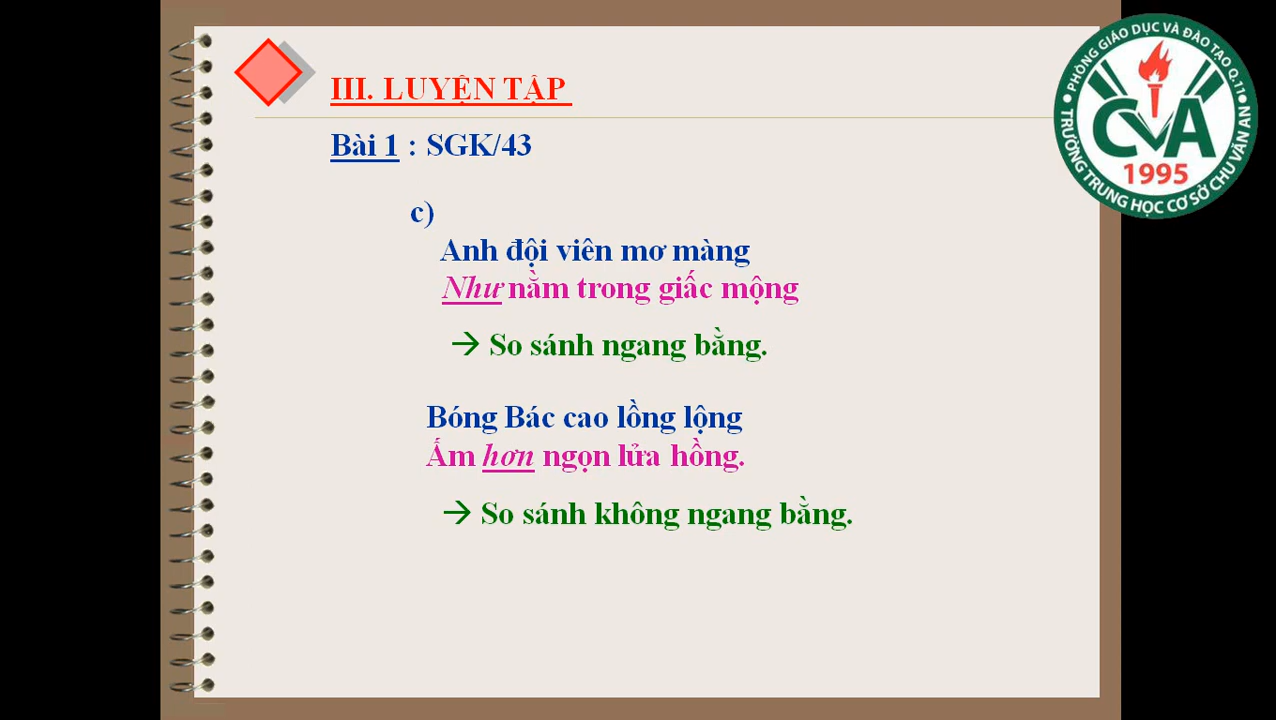 III. LUYỆN TẬP
Bài 1 : SGK/43
c)
Anh đội viên mơ màng
Như nằm trong giấc mộng
→ So sánh ngang bằng.
Bóng Bác cao lồng lộng
Ấm hơn ngọn lửa hồng.
→ So sánh không ngang bằng.
PHÒNG GIÁO DỤC VÀ ĐÀO TẠO Q.11
CVA
1995
TRƯỜNG TRUNG HỌC CƠ SỞ CHU VĂN AN